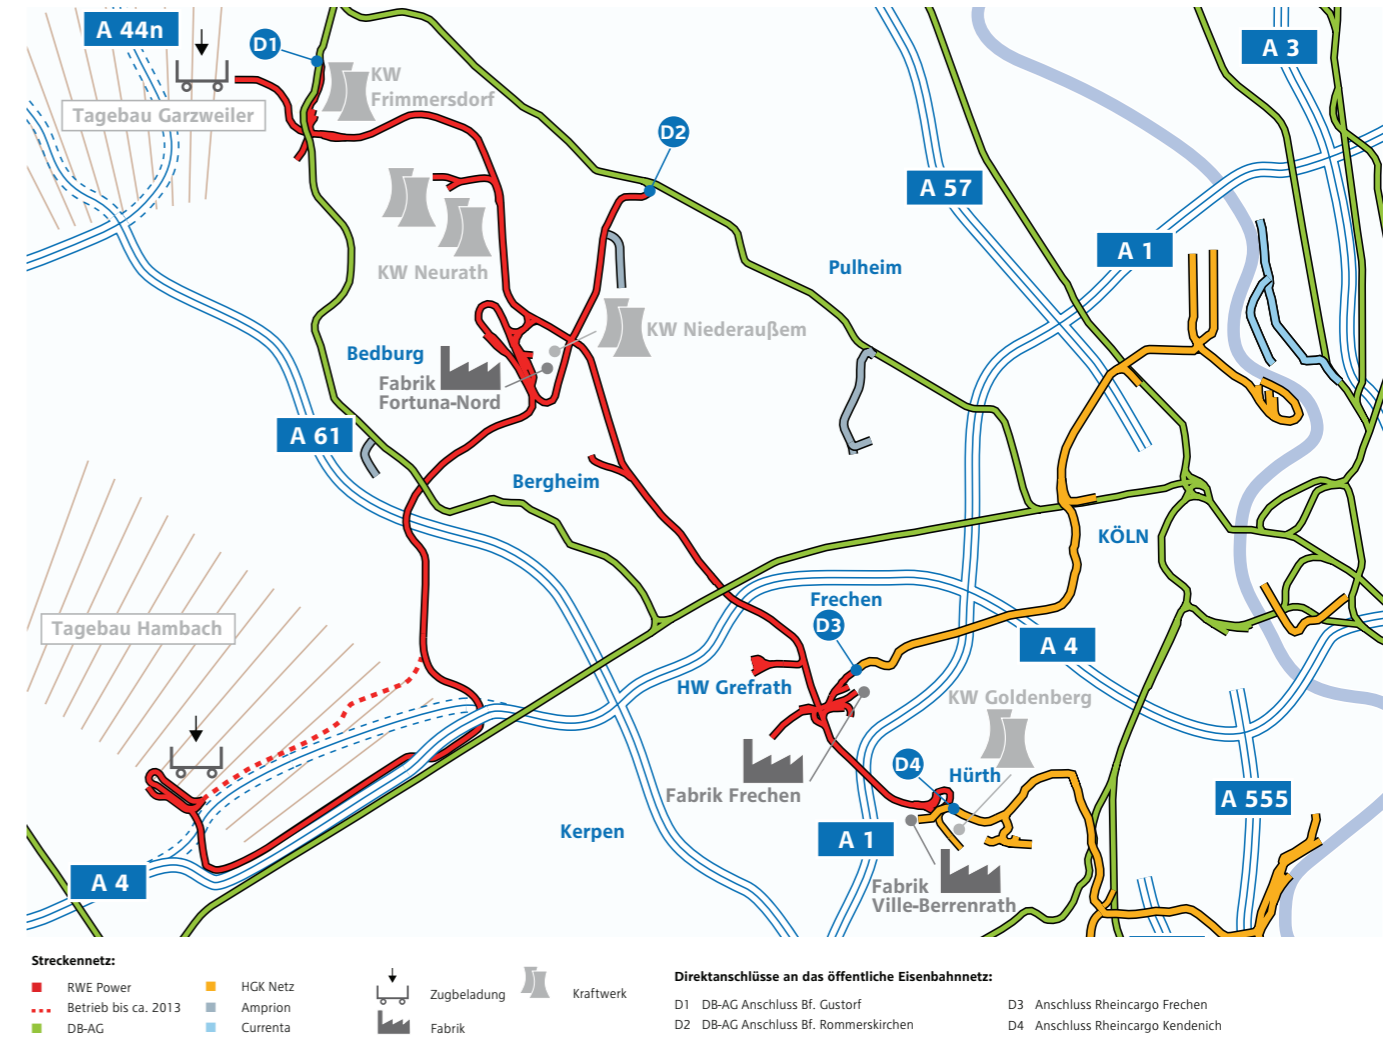 A 44n
D1
A 3
KW
Frimmersdorf
Tagebau Garzweiler
D2
A 57
A 1
KW Neurath
Pulheim
KW Niederaußem
Bedburg
Fabrik
Fortuna-Nord
A 61
Bergheim
KÖLN
Frechen
D3
Tagebau Hambach
A 4
HW Grefrath
KW Goldenberg
D4
Hürth
Fabrik Frechen
A 555
Kerpen
A 1
A 4
Fabrik
Ville-Berrenrath
Streckennetz:
RWE Power
Betrieb bis ca. 2013
DB-AG
HGK Netz
Amprion
Currenta
Zugbeladung
Fabrik
Kraftwerk
Direktanschlüsse an das öffentliche Eisenbahnnetz:
D1 DB-AG Anschluss Bf. Gustorf
D2 DB-AG Anschluss Bf. Rommerskirchen
D3 Anschluss Rheincargo Frechen
D4 Anschluss Rheincargo Kendenich